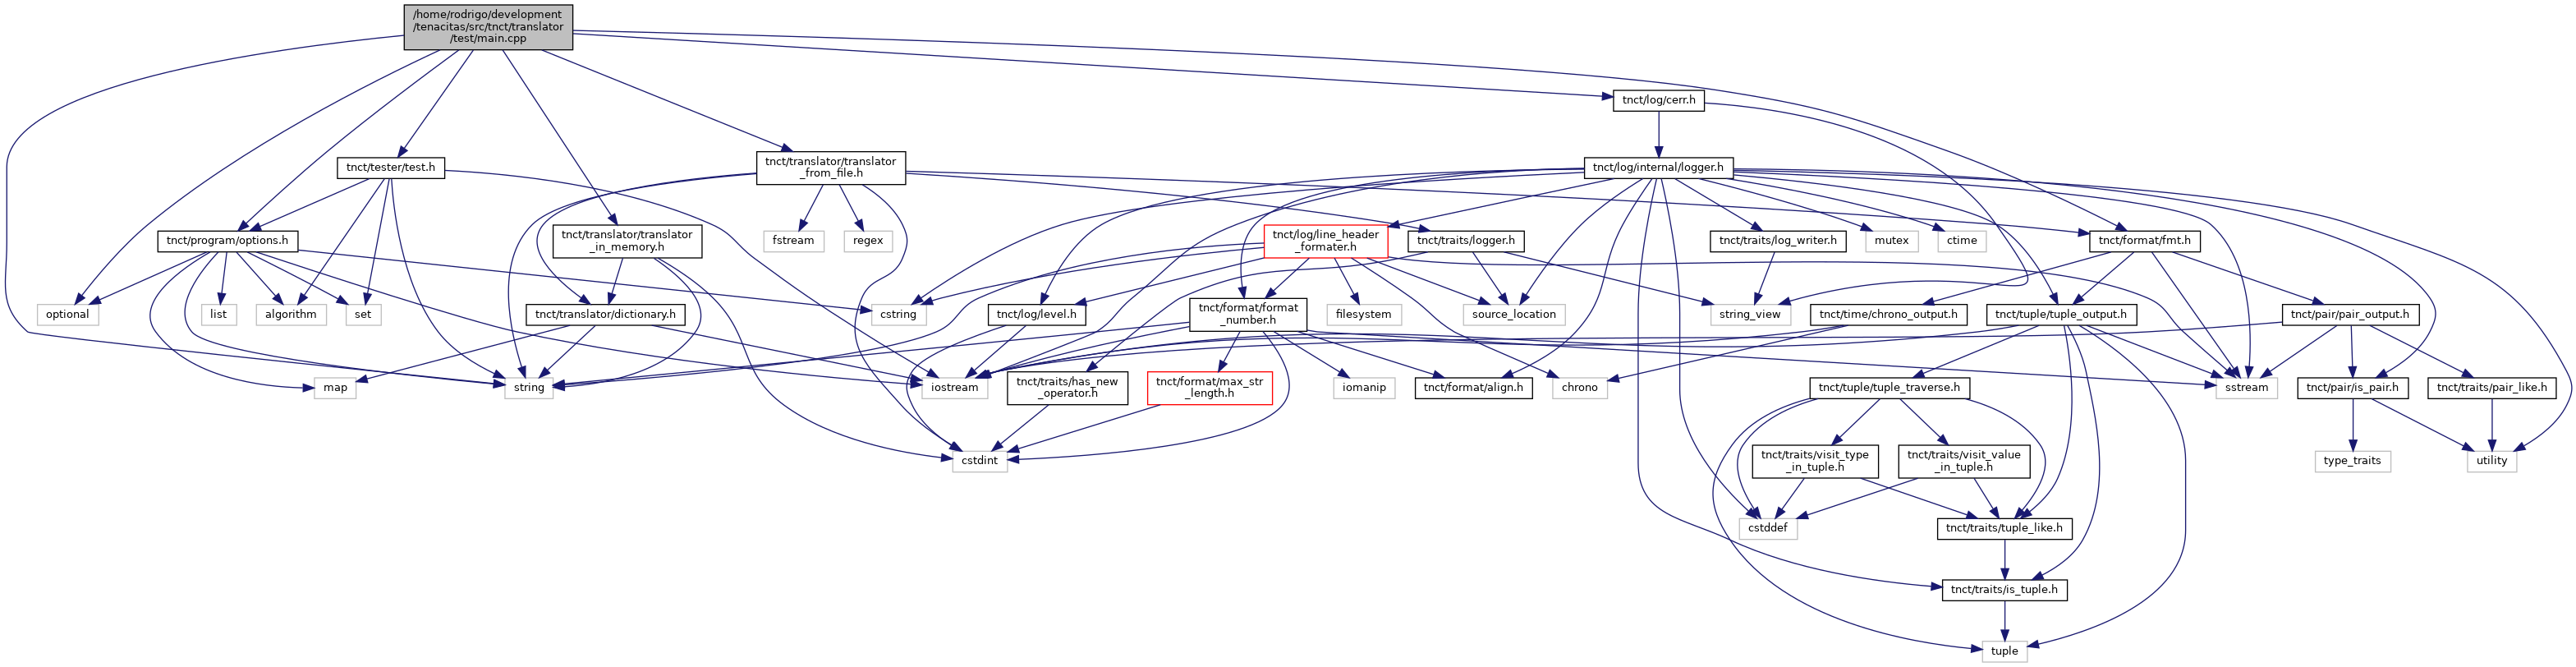 /home/rodrigo/development
/tenacitas/src/tnct/translator
/test/main.cpp
tnct/log/cerr.h
tnct/tester/test.h
tnct/translator/translator
_from_file.h
tnct/log/internal/logger.h
tnct/program/options.h
tnct/translator/translator
_in_memory.h
fstream
regex
tnct/log/line_header
_formater.h
tnct/traits/logger.h
tnct/traits/log_writer.h
mutex
ctime
tnct/format/fmt.h
optional
list
algorithm
set
tnct/translator/dictionary.h
cstring
tnct/log/level.h
tnct/format/format
_number.h
filesystem
source_location
string_view
tnct/time/chrono_output.h
tnct/tuple/tuple_output.h
tnct/pair/pair_output.h
map
string
iostream
tnct/traits/has_new
_operator.h
tnct/format/max_str
_length.h
iomanip
tnct/format/align.h
chrono
tnct/tuple/tuple_traverse.h
sstream
tnct/pair/is_pair.h
tnct/traits/pair_like.h
cstdint
tnct/traits/visit_type
_in_tuple.h
tnct/traits/visit_value
_in_tuple.h
type_traits
utility
cstddef
tnct/traits/tuple_like.h
tnct/traits/is_tuple.h
tuple